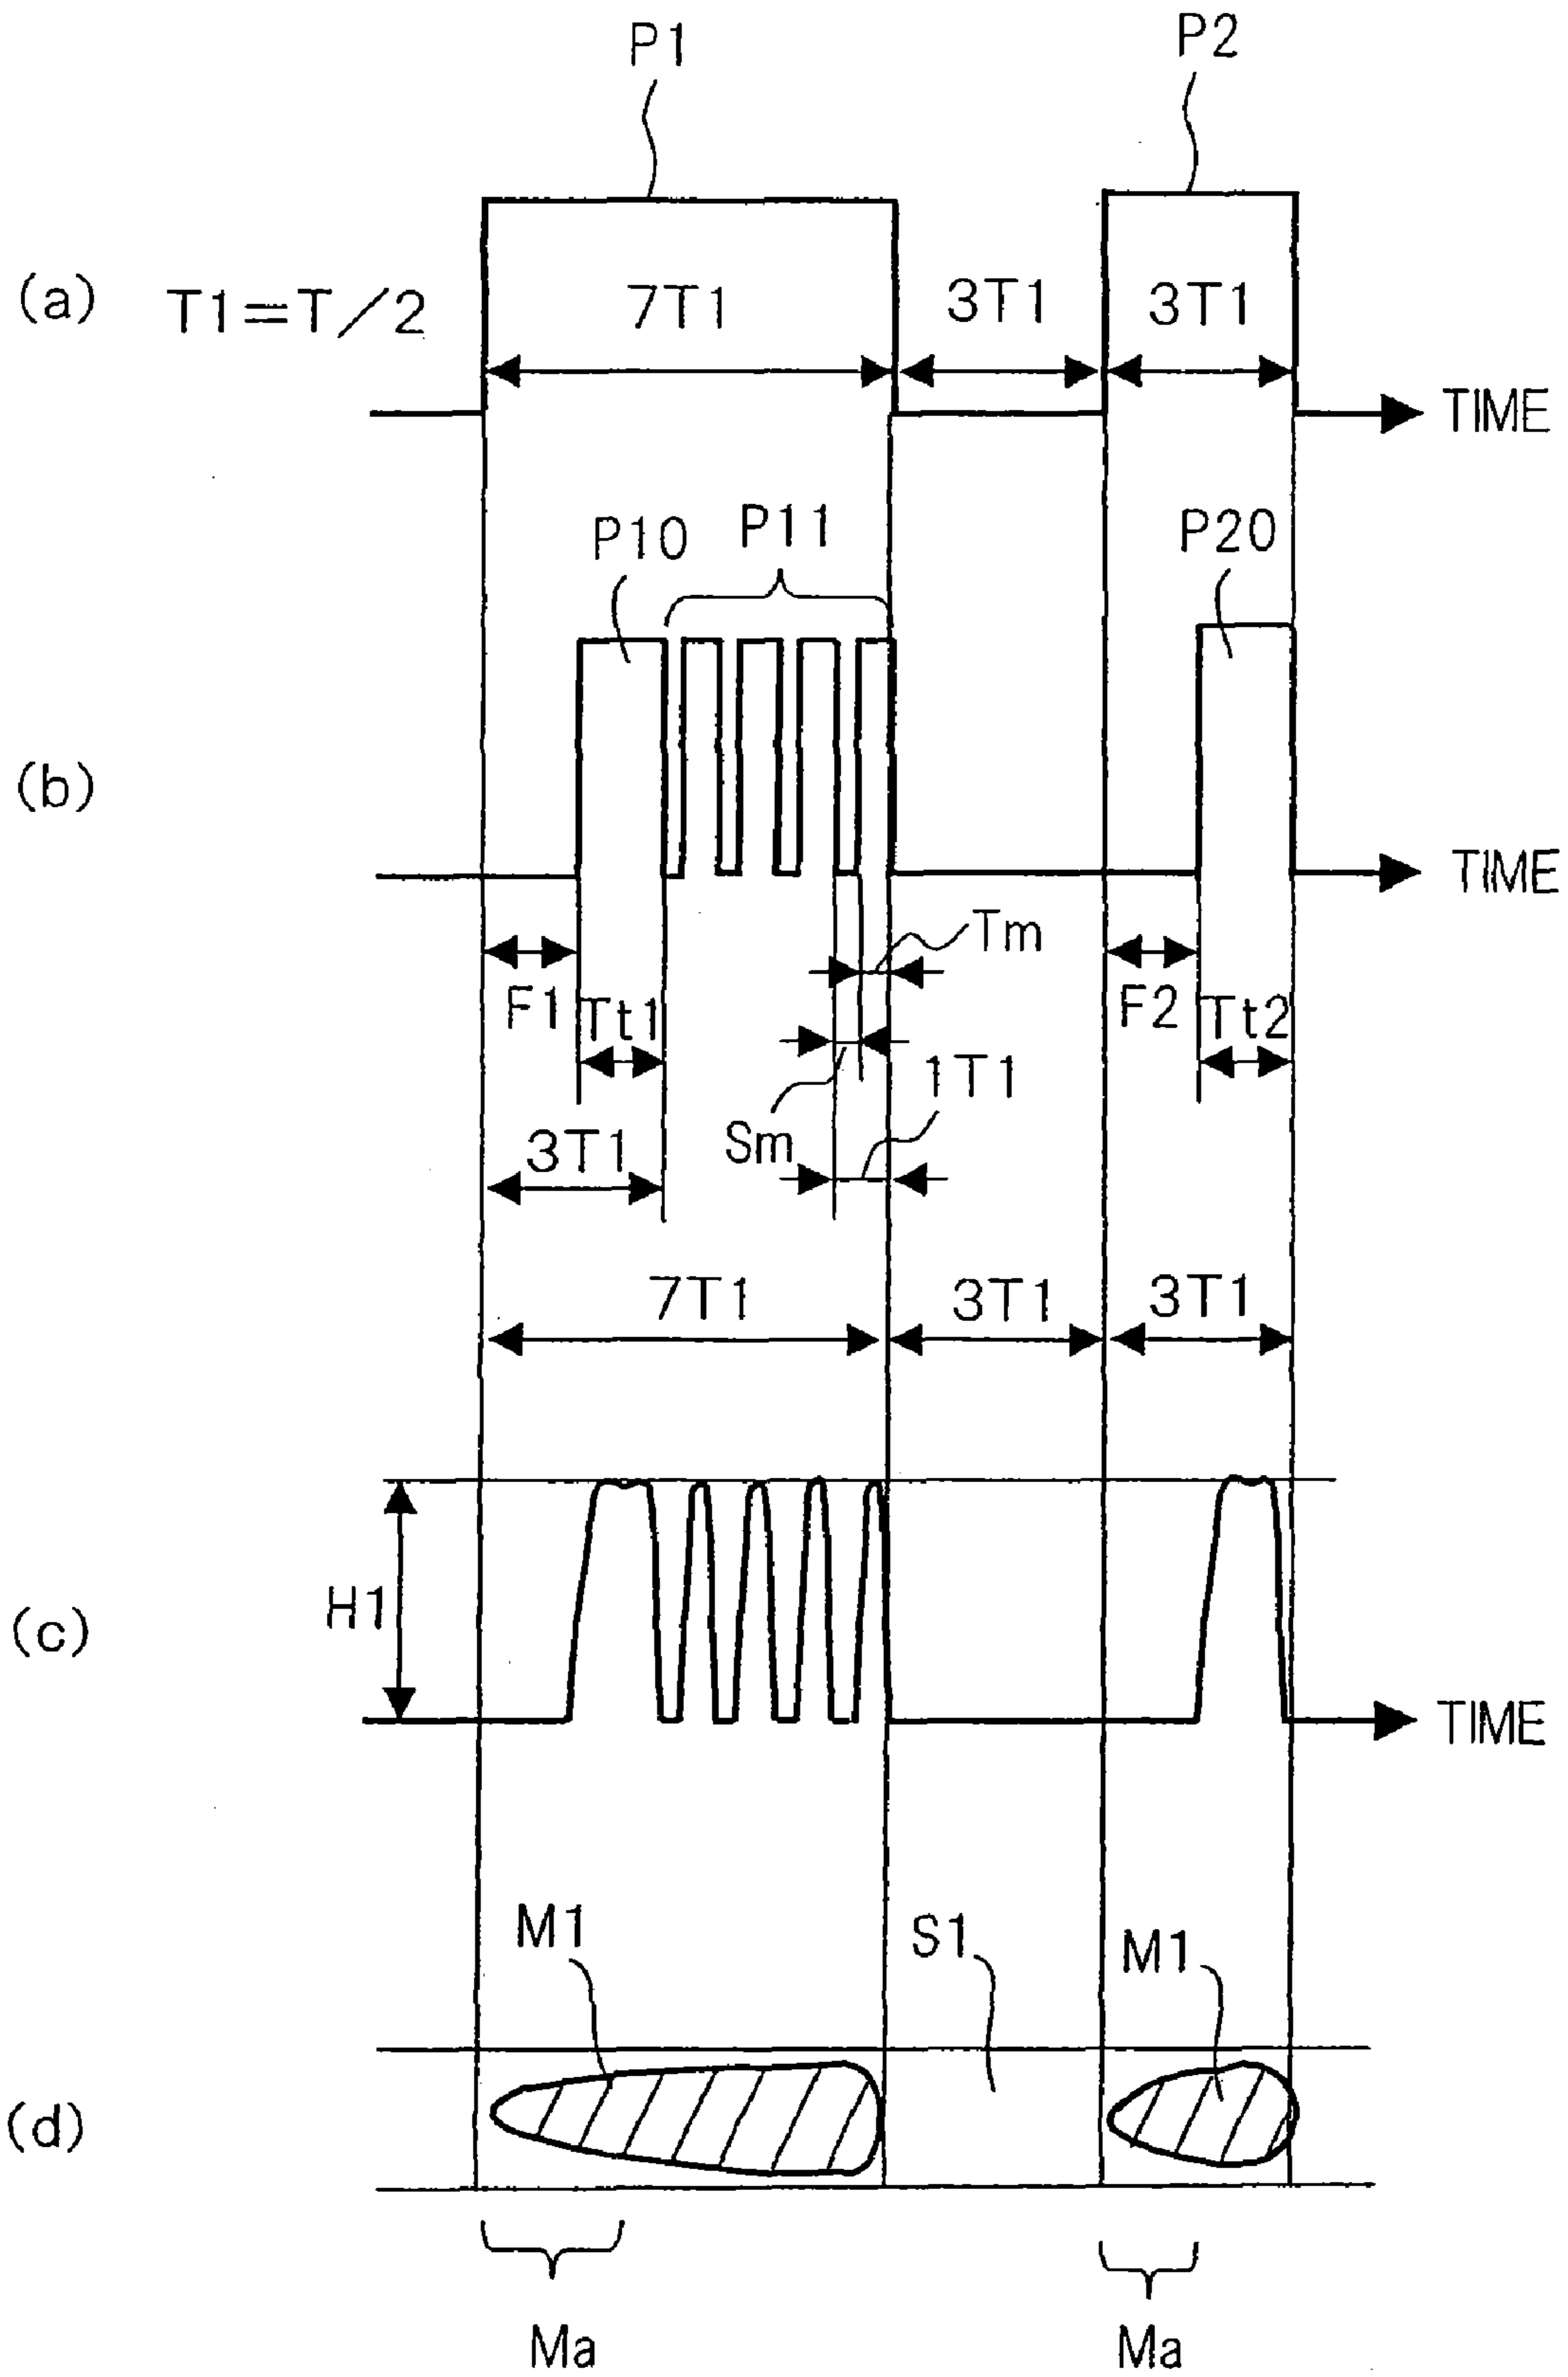 P1 P2
(a) T1=T/2 7T1 3T1 3T1
TIME
P10 P11 P20
(b)
TIME
Tm
F1 Tt1 F2 Tt2
1T1
3T1 Sm
7T1 3T1 3T1
(c) H1
TIME
M1 S1 M1
(d)
Ma Ma